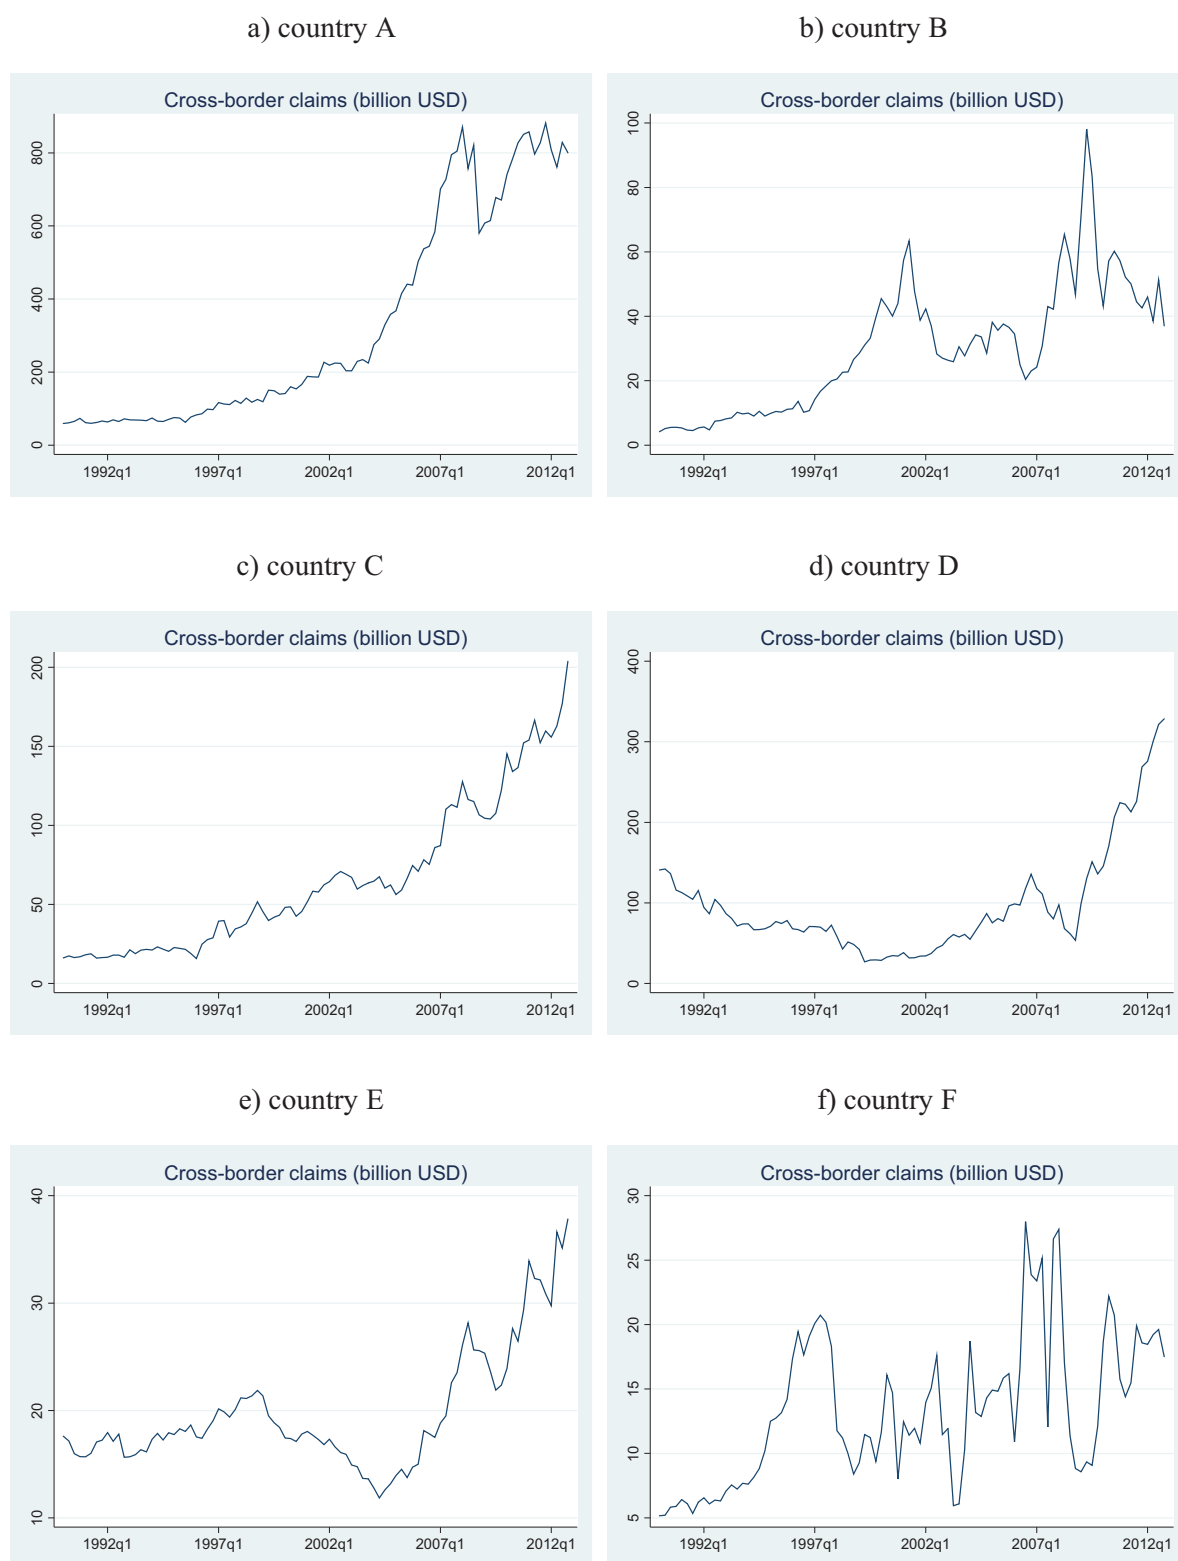 a) country A
b) country B
Cross-border claims (billion USD)
800
600
400
200
0
1992q1 1997q1 2002q1 2007q1 2012q1
Cross-border claims (billion USD)
100
80
60
40
20
0
1992q1 1997q1 2002q1 2007q1 2012q1
c) country C
d) country D
Cross-border claims (billion USD)
200
150
100
50
0
1992q1 1997q1 2002q1 2007q1 2012q1
Cross-border claims (billion USD)
400
300
200
100
0
1992q1 1997q1 2002q1 2007q1 2012q1
e) country E
f) country F
Cross-border claims (billion USD)
40
30
20
10
1992q1 1997q1 2002q1 2007q1 2012q1
Cross-border claims (billion USD)
30
25
20
15
10
5
1992q1 1997q1 2002q1 2007q1 2012q1